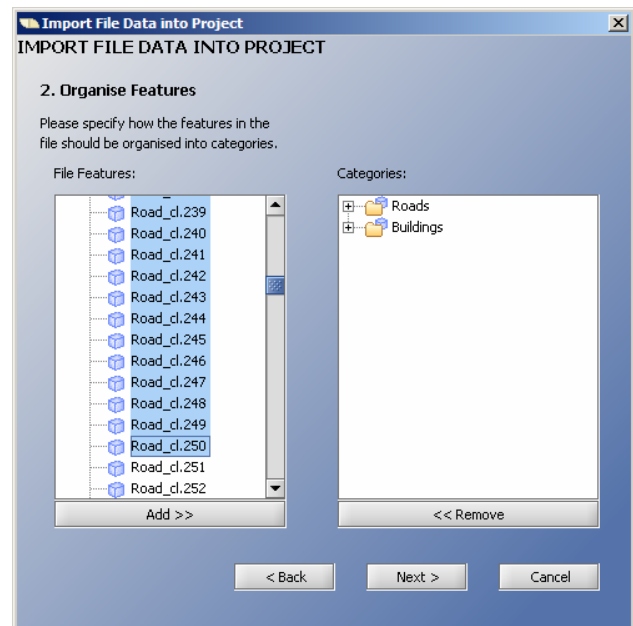 Import File Data into Project
IMPORT FILE DATA INTO PROJECT
2. Organise Features
Please specify how the features in the
file should be organised into categories.
File Features:
Road_cl.239
Road_cl.240
Road_cl.241
Road_cl.242
Road_cl.243
Road_cl.244
Road_cl.245
Road_cl.246
Road_cl.247
Road_cl.248
Road_cl.249
Road_cl.250
Road_cl.251
Road_cl.252
Add >>
Categories:
Roads
Buildings
<< Remove
< Back
Next >
Cancel